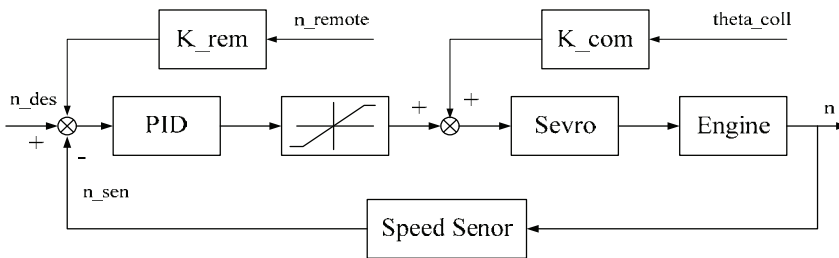 n_remote
theta_coll
K_rem
K_com
n_des
+
+
+
n
PID
Sevro
Engine
-
n_sen
Speed Senor